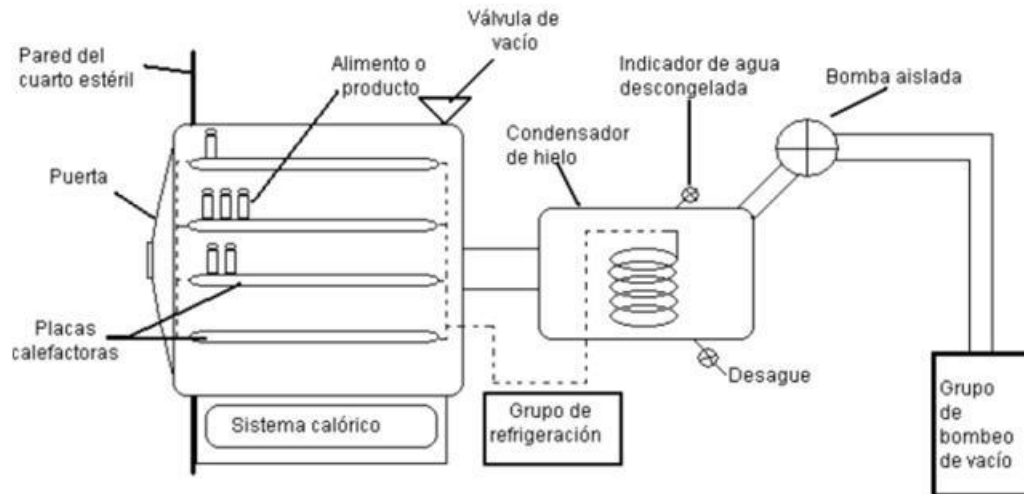 Pared del
cuarto estéril
Alimento o
producto
Válvula de
vacío
Indicador de agua
descongelada
Bomba aislada
Condensador
de hielo
Puerta
Placas
calefactoras
Desague
Sistema calórico
Grupo de
refrigeración
Grupo
de
bombeo
de vacío